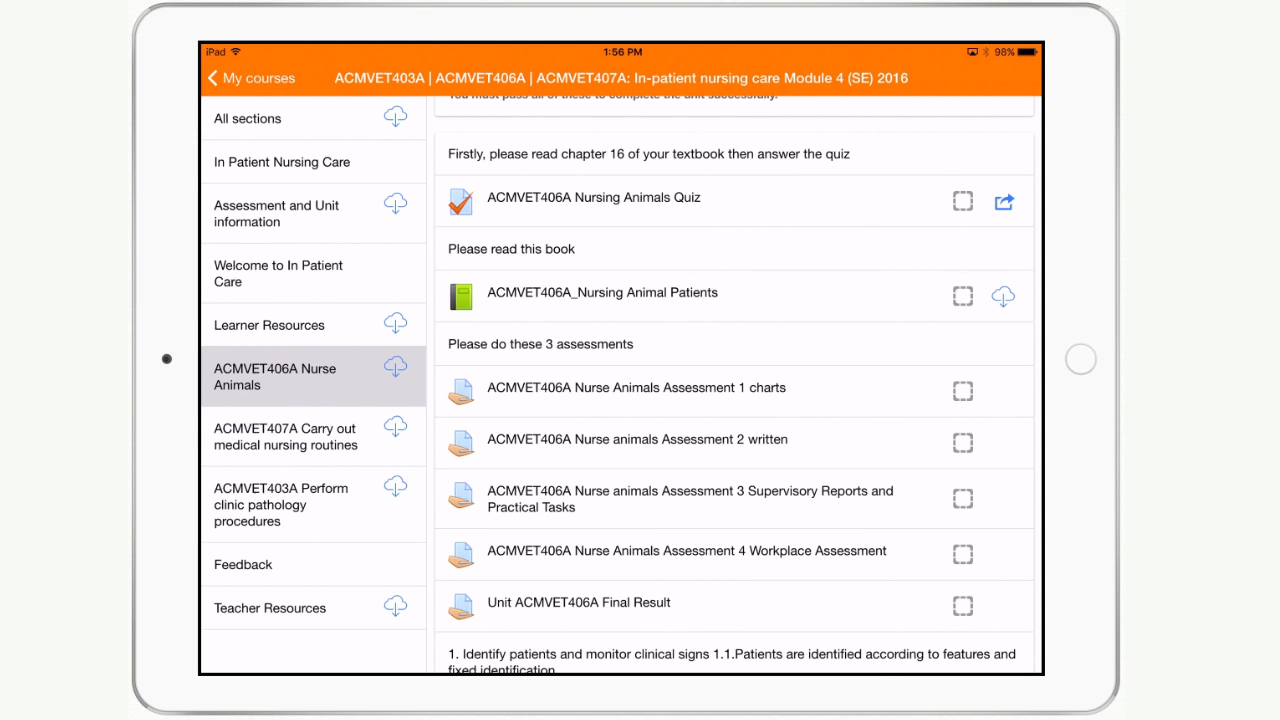 iPad
1:56 PM
98%
My courses
ACMVET403A | ACMVET406A | ACMVET407A: In-patient nursing care Module 4 (SE) 2016
All sections
In Patient Nursing Care
Assessment and Unit
information
Welcome to In Patient
Care
Learner Resources
ACMVET406A Nurse
Animals
ACMVET407A Carry out
medical nursing routines
ACMVET403A Perform
clinic pathology
procedures
Feedback
Teacher Resources
You must pass all of these to complete the unit successfully.
Firstly, please read chapter 16 of your textbook then answer the quiz
ACMVET406A Nursing Animals Quiz
Please read this book
ACMVET406A_Nursing Animal Patients
Please do these 3 assessments
ACMVET406A Nurse Animals Assessment 1 charts
ACMVET406A Nurse animals Assessment 2 written
ACMVET406A Nurse animals Assessment 3 Supervisory Reports and
Practical Tasks
ACMVET406A Nurse Animals Assessment 4 Workplace Assessment
Unit ACMVET406A Final Result
1. Identify patients and monitor clinical signs 1.1.Patients are identified according to features and
fixed identification